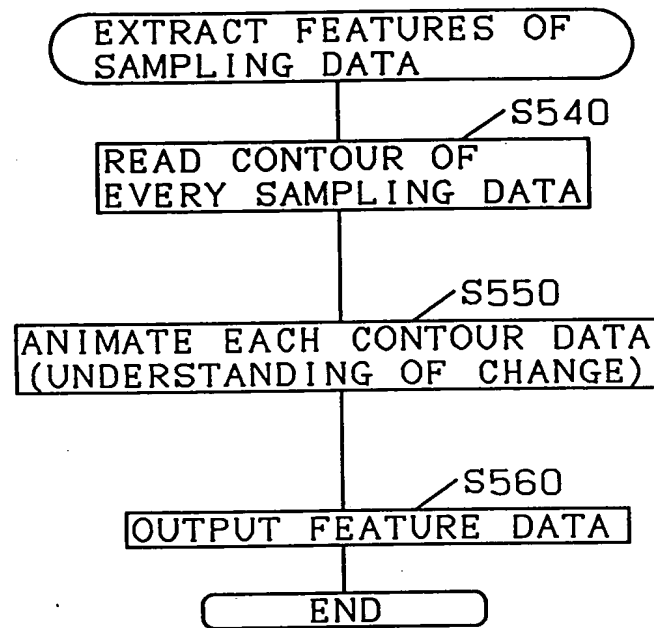 EXTRACT FEATURES OF
SAMPLING DATA
S540
READ CONTOUR OF
EVERY SAMPLING DATA
S550
ANIMATE EACH CONTOUR DATA
(UNDERSTANDING OF CHANGE)
S560
OUTPUT FEATURE DATA
END